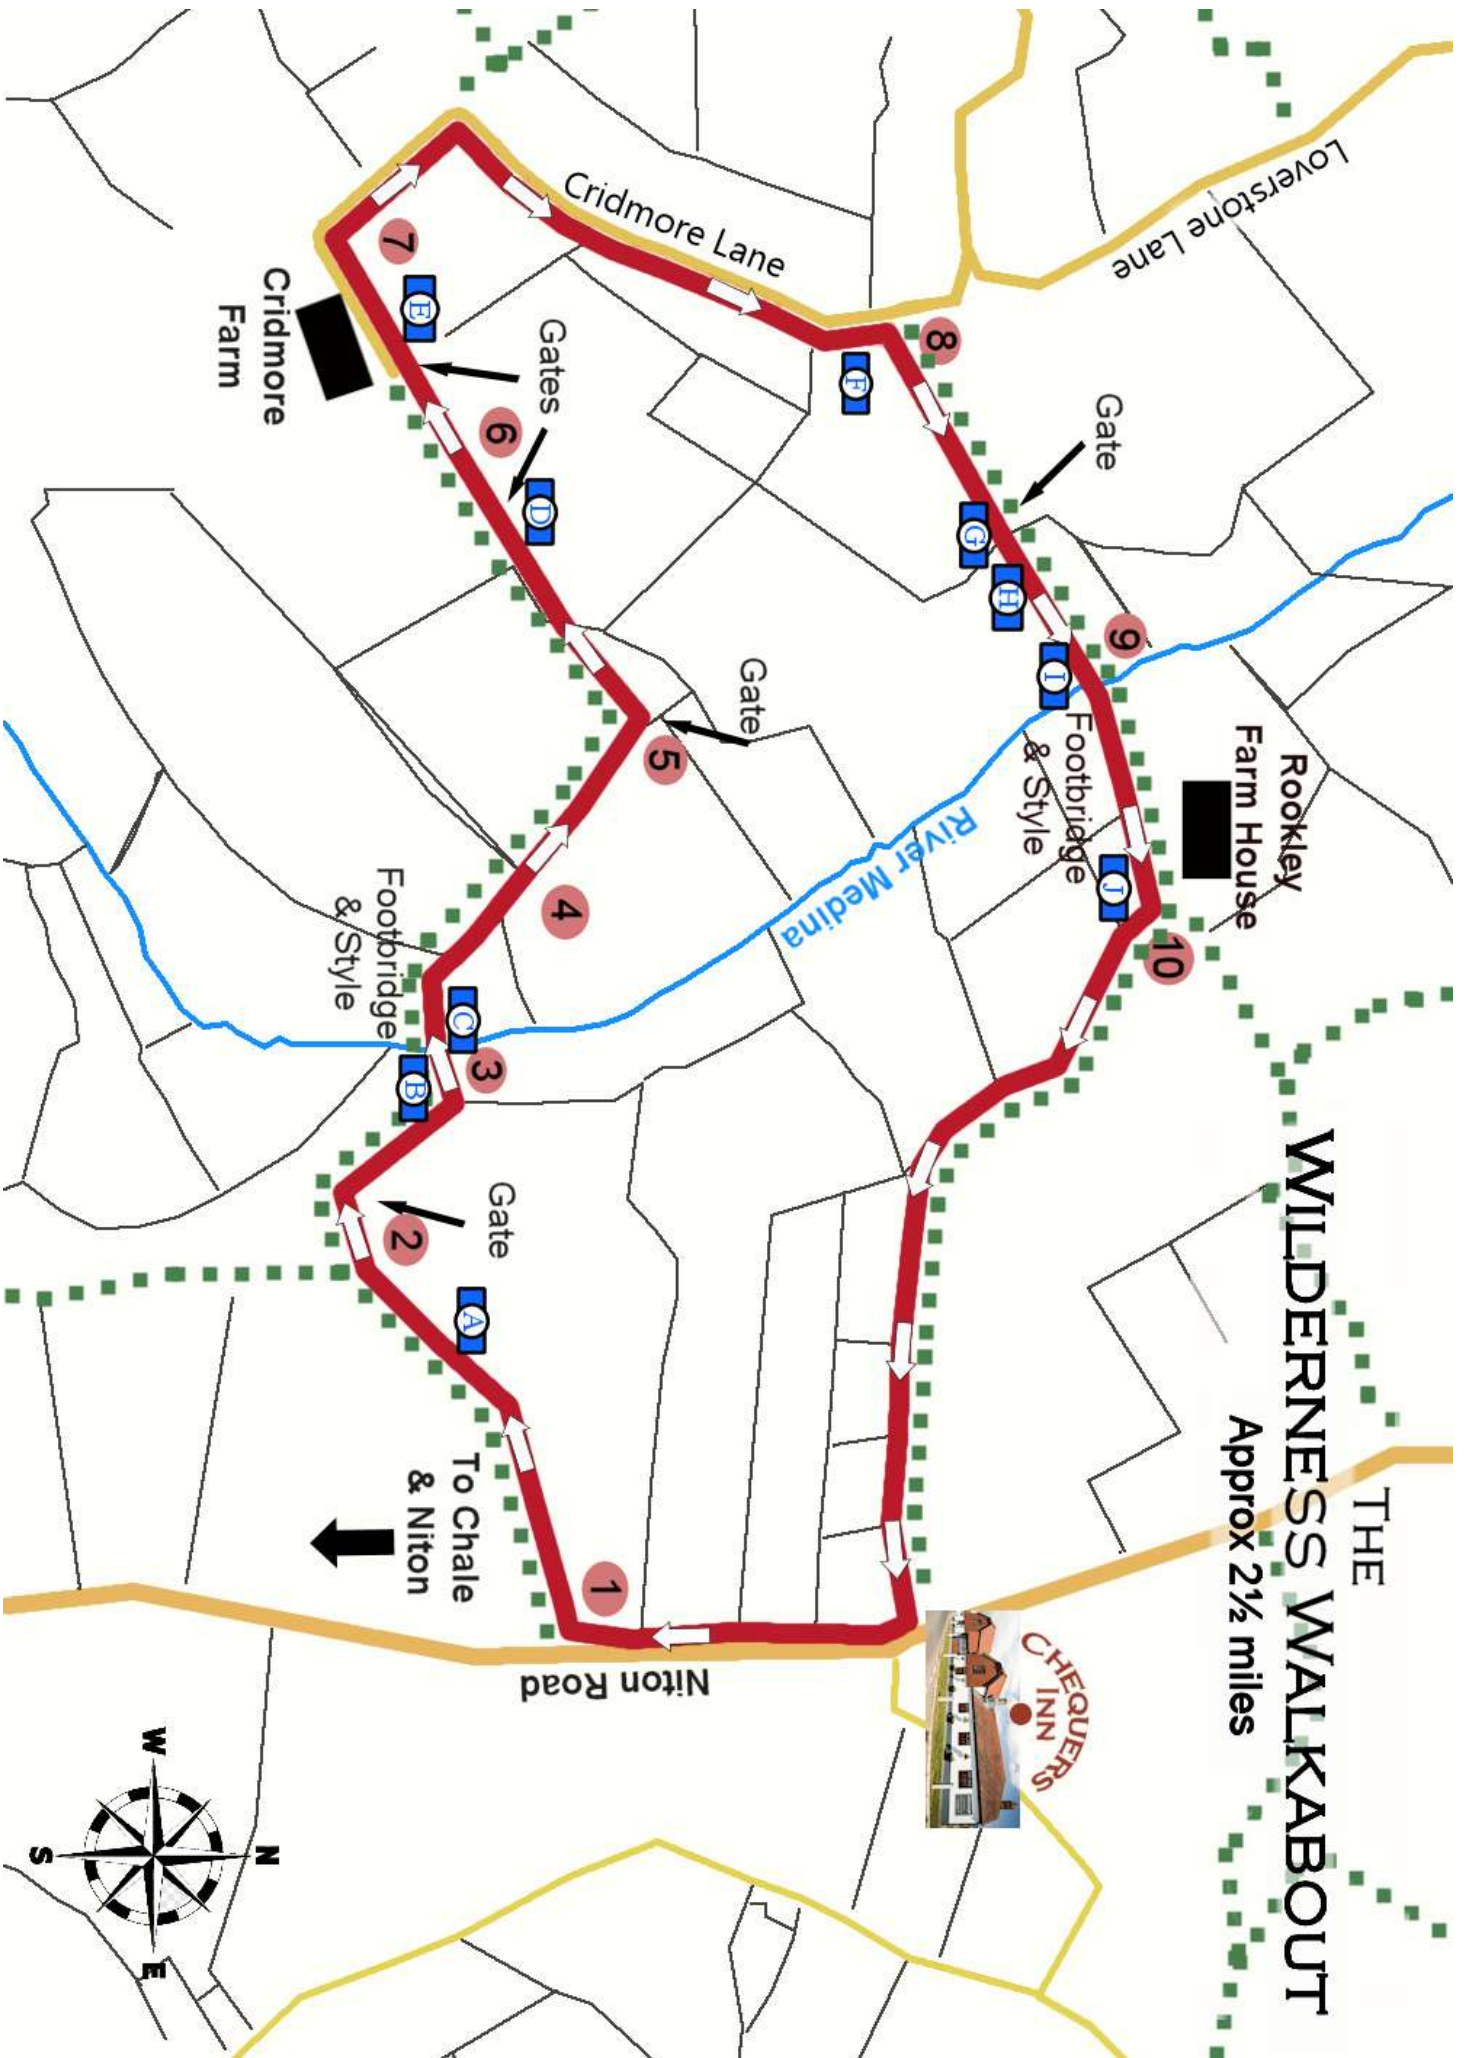 THE
WILDERNESS WALKABOUT
Approx 2½ miles
Loverstone Lane
Cridmore Lane
Gate
Rookley
Farm House
Footbridge
& Style
River Medina
Gate
Gates
Cridmore
Farm
Footbridge
& Style
Gate
To Chale
& Niton
Niton Road
CHEQUERS
INN
1
2
3
4
5
6
7
8
9
10
A
B
C
D
E
F
G
H
I
J
N
E
S
W